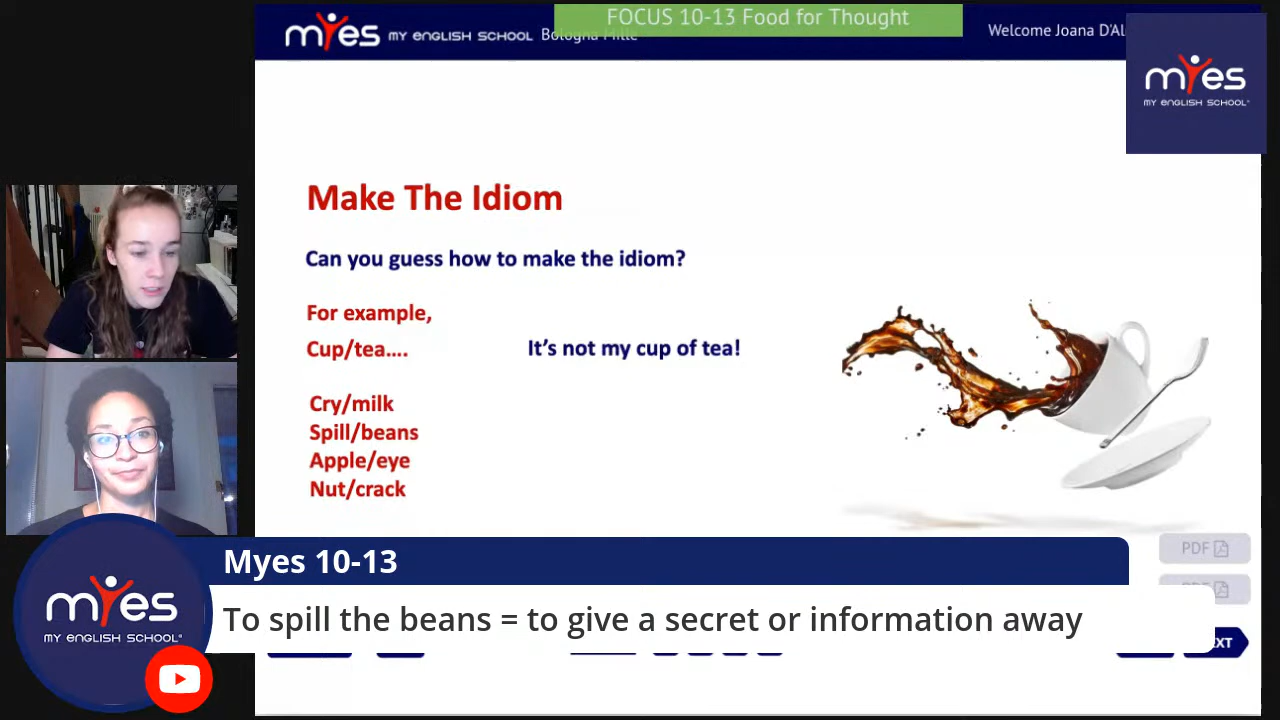 FOCUS 10-13 Food for Thought
myes MY ENGLISH SCHOOL Bologna Mille
Welcome Joana D'Al
myes
MY ENGLISH SCHOOL
Make The Idiom
Can you guess how to make the idiom?
For example,
Cup/tea.... It's not my cup of tea!
Cry/milk
Spill/beans
Apple/eye
Nut/crack
PDF
Myes 10-13
To spill the beans = to give a secret or information away
myes
MY ENGLISH SCHOOL